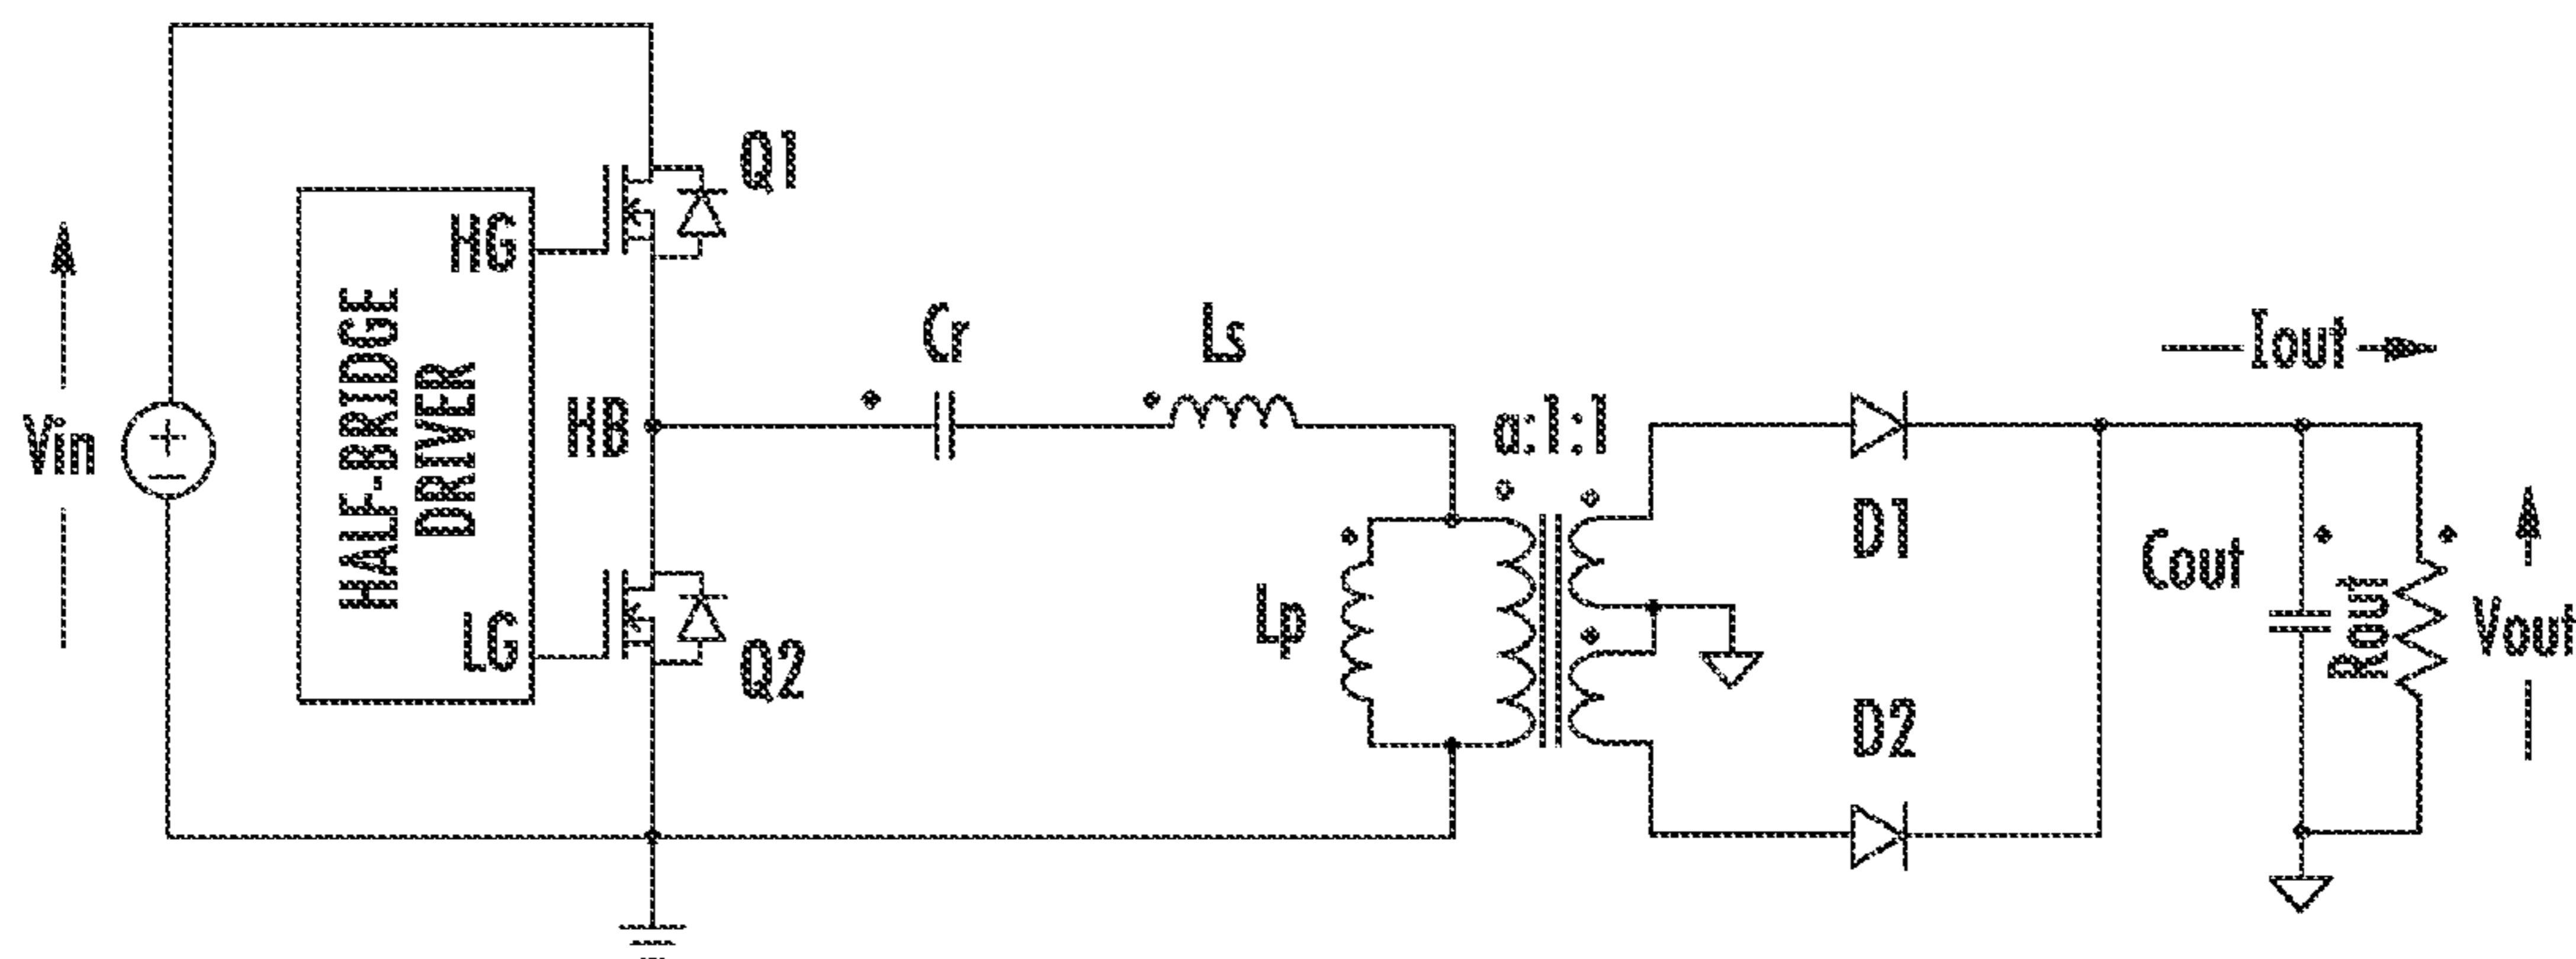 Vin
+
−
HALF-BRIDGE
DRIVER
HG
LG
HB
Q1
Q2
Cr
Ls
Lp
a:1:1
D1
D2
Iout
Cout
Rout
Vout